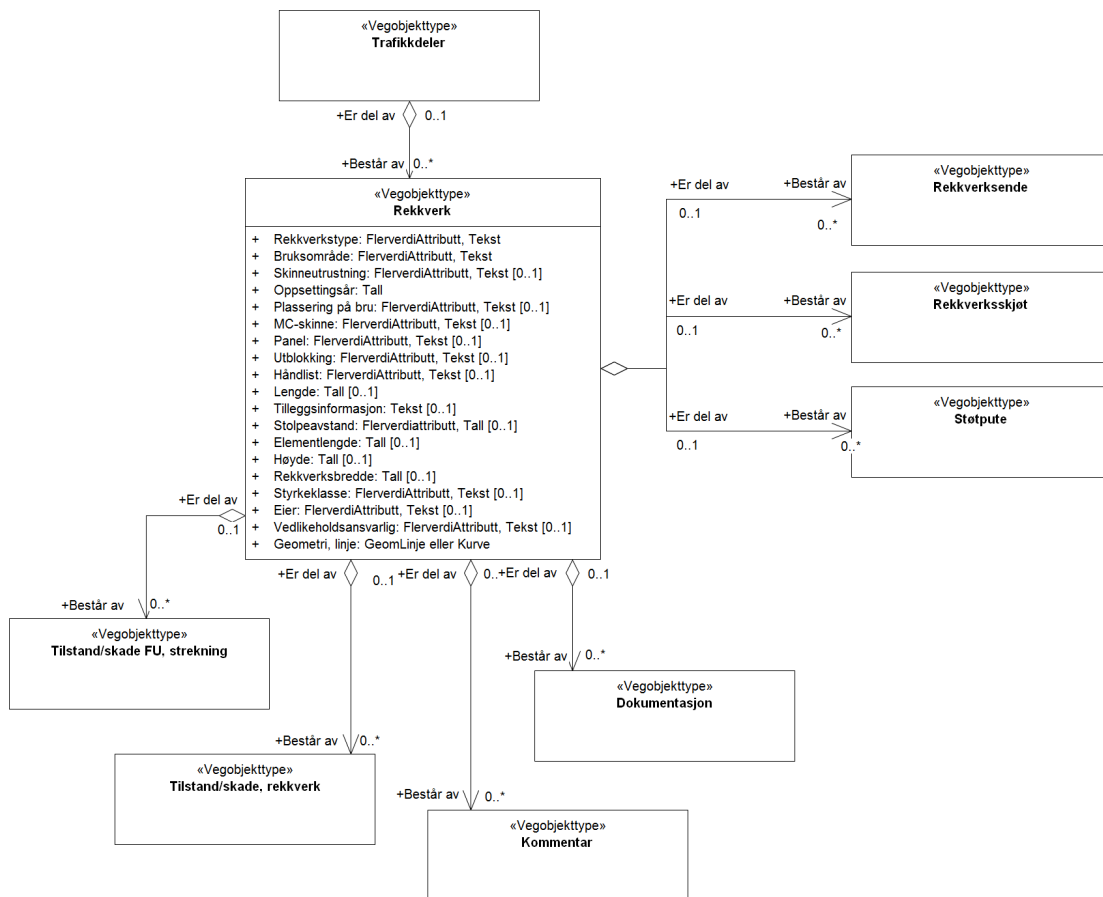 «Vegobjekttype»
Trafikkdeler
+Er del av 0..1
+Består av 0..*
«Vegobjekttype»
Rekkverk
+ Rekkverkstype: FlerverdiAttributt, Tekst
+ Bruksområde: FlerverdiAttributt, Tekst
+ Skinneutrustning: FlerverdiAttributt, Tekst [0..1]
+ Oppsettingsår: Tall
+ Plassering på bru: FlerverdiAttributt, Tekst [0..1]
+ MC-skinne: FlerverdiAttributt, Tekst [0..1]
+ Panel: FlerverdiAttributt, Tekst [0..1]
+ Utblokking: FlerverdiAttributt, Tekst [0..1]
+ Håndlist: FlerverdiAttributt, Tekst [0..1]
+ Lengde: Tall [0..1]
+ Tilleggsinformasjon: Tekst [0..1]
+ Stolpeavstand: Flerverdiattributt, Tall [0..1]
+ Elementlengde: Tall [0..1]
+ Høyde: Tall [0..1]
+ Rekkverksbredde: Tall [0..1]
+ Styrkeklasse: FlerverdiAttributt, Tekst [0..1]
+ Eier: FlerverdiAttributt, Tekst [0..1]
+ Vedlikeholdsansvarlig: FlerverdiAttributt, Tekst [0..1]
+ Geometri, linje: GeomLinje eller Kurve
+Er del av
0..1
+Består av
0..*
«Vegobjekttype»
Rekkverksende
+Er del av
0..1
+Består av
0..*
«Vegobjekttype»
Rekkverksskjøt
+Er del av
0..1
+Består av
0..*
«Vegobjekttype»
Støtpute
+Er del av
0..1
+Består av 0..*
«Vegobjekttype»
Tilstand/skade FU, strekning
+Er del av 0..1
+Består av 0..*
«Vegobjekttype»
Tilstand/skade, rekkverk
+Er del av 0..
+Består av 0..*
«Vegobjekttype»
Kommentar
+Er del av 0..1
+Består av 0..*
«Vegobjekttype»
Dokumentasjon